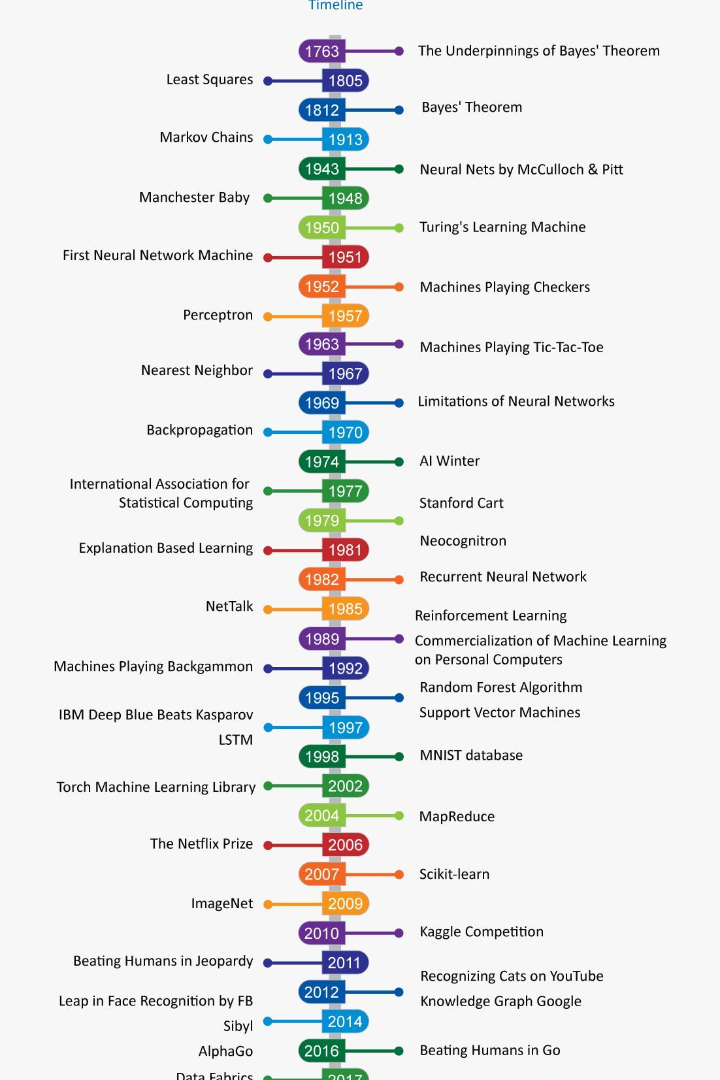 Timeline
1763 The Underpinnings of Bayes' Theorem
Least Squares 1805
1812 Bayes' Theorem
Markov Chains 1913
1943 Neural Nets by McCulloch & Pitt
Manchester Baby 1948
1950 Turing's Learning Machine
First Neural Network Machine 1951
1952 Machines Playing Checkers
Perceptron 1957
1963 Machines Playing Tic-Tac-Toe
Nearest Neighbor 1967
1969 Limitations of Neural Networks
Backpropagation 1970
1974 AI Winter
International Association for
Statistical Computing 1977
Stanford Cart
1979
Neocognitron
Explanation Based Learning 1981
1982 Recurrent Neural Network
NetTalk 1985
Reinforcement Learning
1989 Commercialization of Machine Learning
on Personal Computers
Machines Playing Backgammon 1992
Random Forest Algorithm
1995
Support Vector Machines
IBM Deep Blue Beats Kasparov
1997
LSTM
1998 MNIST database
Torch Machine Learning Library 2002
2004 MapReduce
The Netflix Prize 2006
2007 Scikit-learn
ImageNet 2009
2010 Kaggle Competition
Beating Humans in Jeopardy 2011
Recognizing Cats on YouTube
2012
Knowledge Graph Google
Leap in Face Recognition by FB
2014
Sibyl
AlphaGo 2016 Beating Humans in Go
Data Fabrics 2017